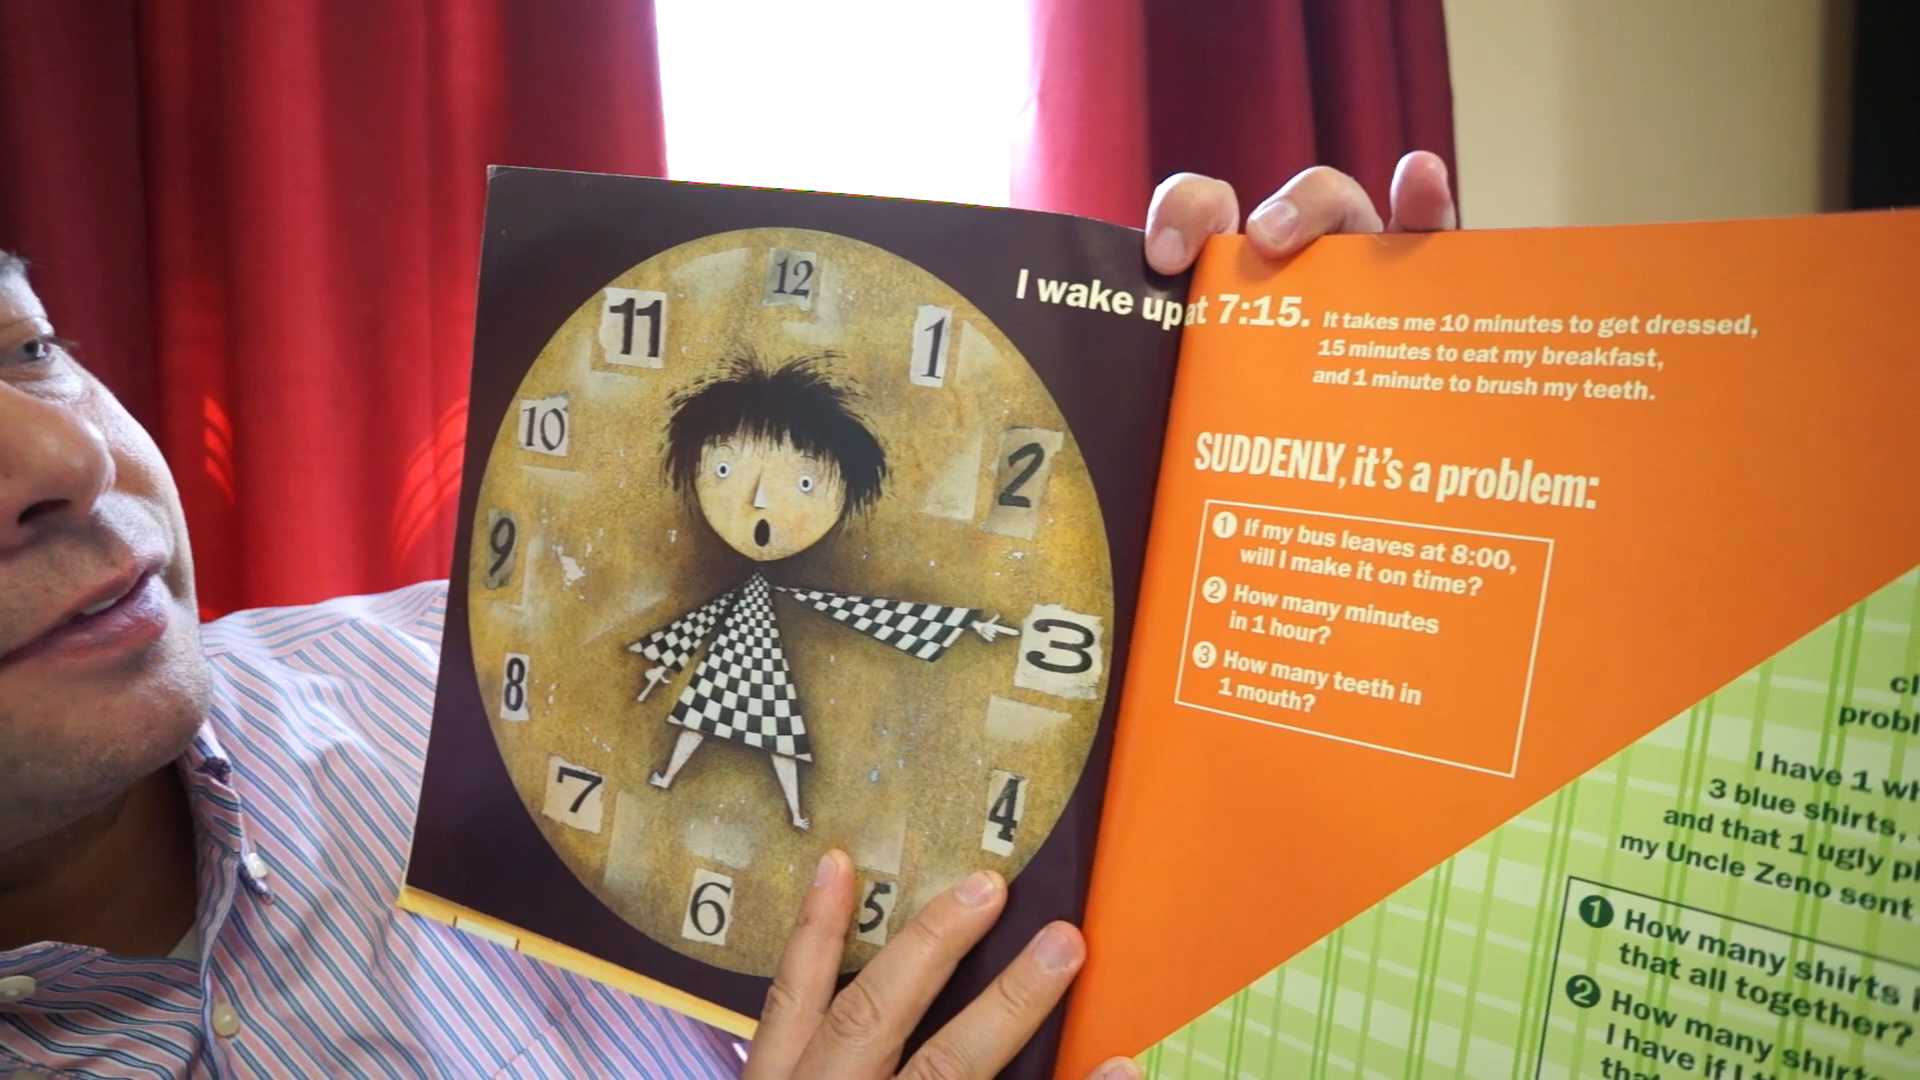 12
11
1
10
2
9
3
8
7
4
6
5
I wake up at 7:15. It takes me 10 minutes to get dressed,
15 minutes to eat my breakfast,
and 1 minute to brush my teeth.
SUDDENLY, it's a problem:
1 If my bus leaves at 8:00,
will I make it on time?
2 How many minutes
in 1 hour?
3 How many teeth in
1 mouth?
I have 1
3 blue shirts,
and that 1 ugly
my Uncle Zeno sent
1 How many shirts
that all together?
2 How many
I have if I